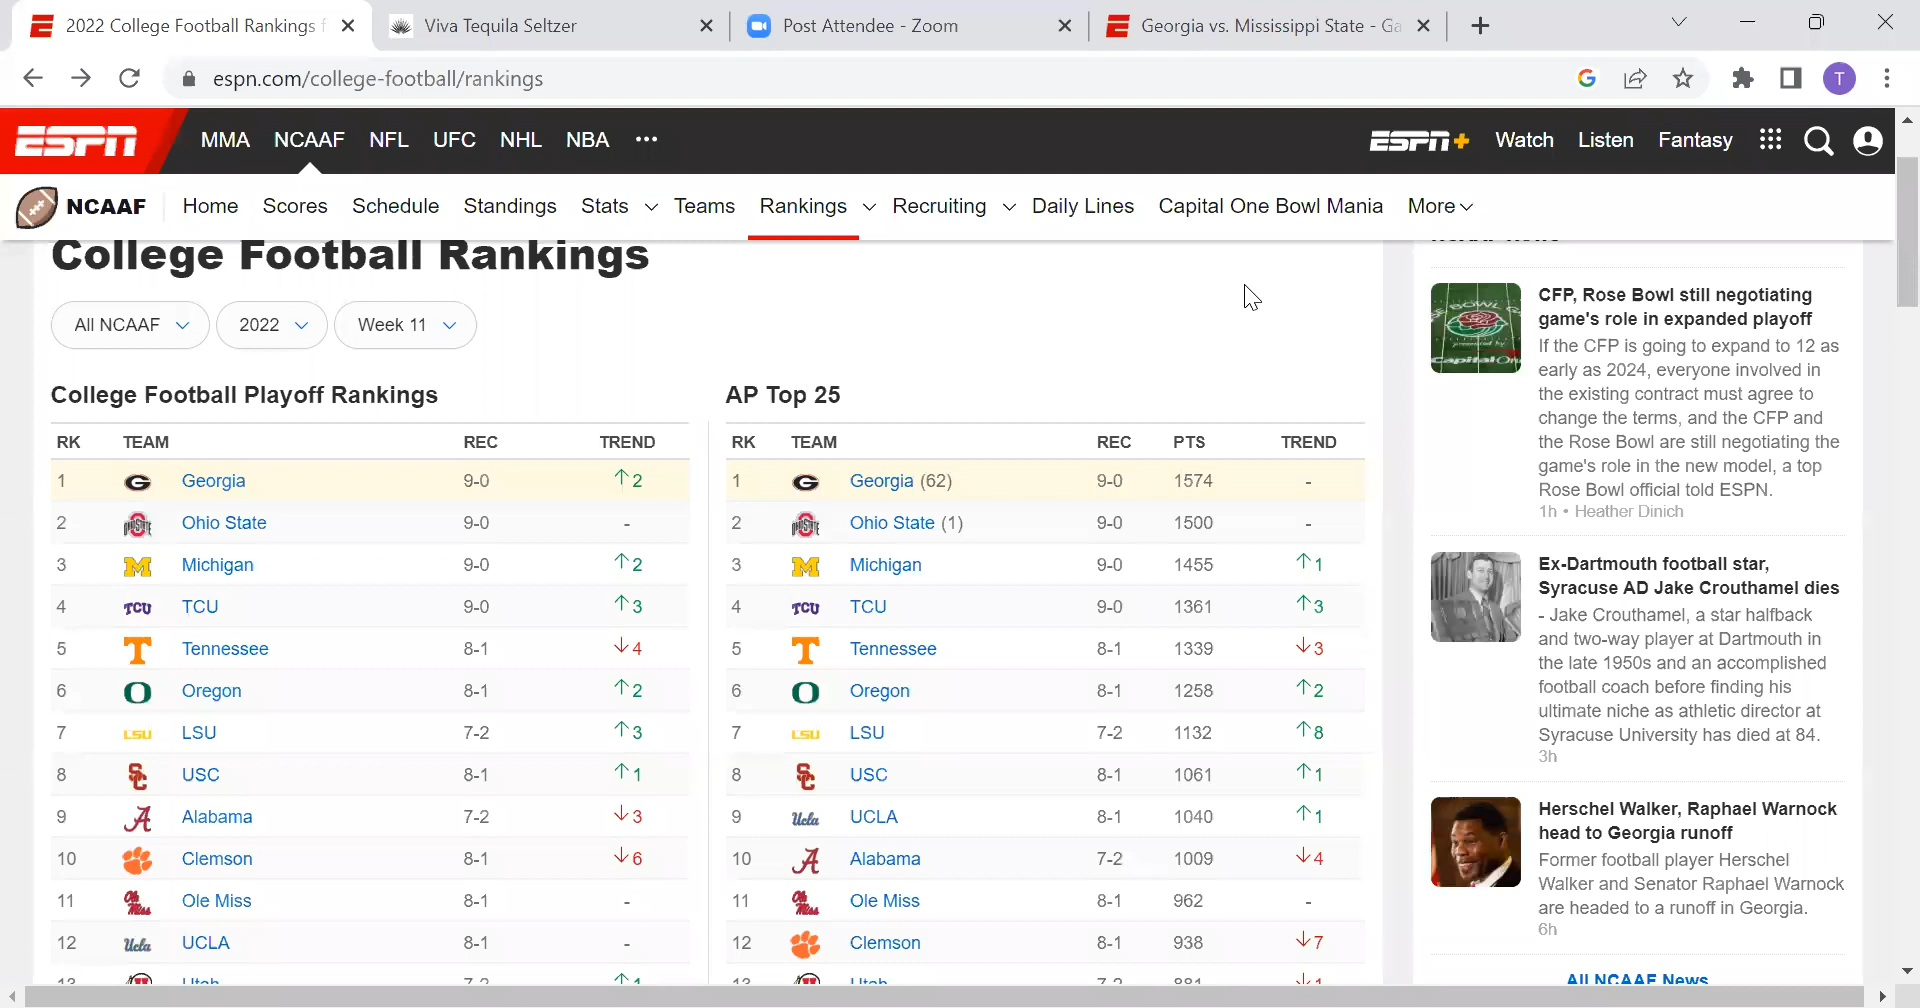 2022 College Football Rankings f
Viva Tequila Seltzer
Post Attendee - Zoom
Georgia vs. Mississippi State - Ga
espn.com/college-football/rankings
T
ESPN
MMA NCAAF NFL UFC NHL NBA
ESPN+ Watch Listen Fantasy
NCAAF Home Scores Schedule Standings Stats Teams Rankings Recruiting Daily Lines Capital One Bowl Mania More
College Football Rankings
All NCAAF 2022 Week 11
College Football Playoff Rankings
RK TEAM REC TREND
1 Georgia 9-0 ↑2
2 Ohio State 9-0 -
3 Michigan 9-0 ↑2
4 TCU 9-0 ↑3
5 Tennessee 8-1 ↓4
6 Oregon 8-1 ↑2
7 LSU 7-2 ↑3
8 USC 8-1 ↑1
9 Alabama 7-2 ↓3
10 Clemson 8-1 ↓6
11 Ole Miss 8-1 -
12 UCLA 8-1 -
13 Utah 7-2 ↑1
AP Top 25
RK TEAM REC PTS TREND
1 Georgia (62) 9-0 1574 -
2 Ohio State (1) 9-0 1500 -
3 Michigan 9-0 1455 ↑1
4 TCU 9-0 1361 ↑3
5 Tennessee 8-1 1339 ↓3
6 Oregon 8-1 1258 ↑2
7 LSU 7-2 1132 ↑8
8 USC 8-1 1061 ↑1
9 UCLA 8-1 1040 ↑1
10 Alabama 7-2 1009 ↓4
11 Ole Miss 8-1 962 -
12 Clemson 8-1 938 ↓7
13 Utah 7-2 881 ↓1
CFP, Rose Bowl still negotiating
game's role in expanded playoff
If the CFP is going to expand to 12 as
early as 2024, everyone involved in
the existing contract must agree to
change the terms, and the CFP and
the Rose Bowl are still negotiating the
game's role in the new model, a top
Rose Bowl official told ESPN.
1h • Heather Dinich
Ex-Dartmouth football star,
Syracuse AD Jake Crouthamel dies
- Jake Crouthamel, a star halfback
and two-way player at Dartmouth in
the late 1950s and an accomplished
football coach before finding his
ultimate niche as athletic director at
Syracuse University has died at 84.
3h
Herschel Walker, Raphael Warnock
head to Georgia runoff
Former football player Herschel
Walker and Senator Raphael Warnock
are headed to a runoff in Georgia.
6h
All NCAAF News